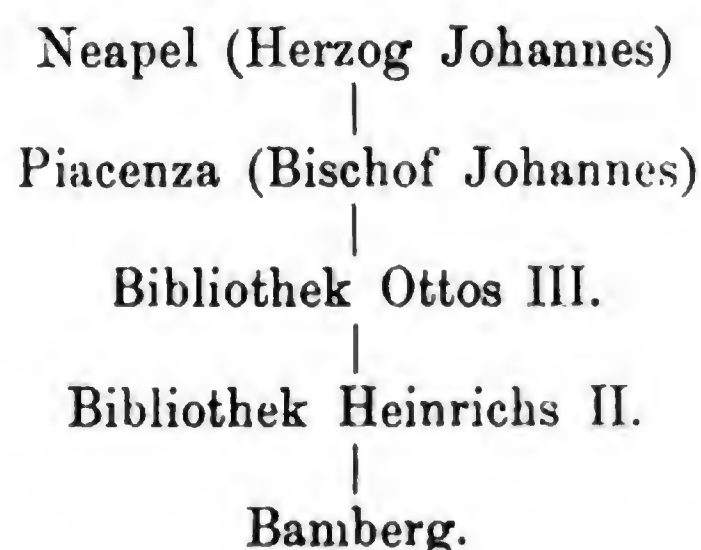 Neapel (Herzog Johannes)
Piacenza (Bischof Johannes)
Bibliothek Ottos III.
Bibliothek Heinrichs II.
Bamberg.